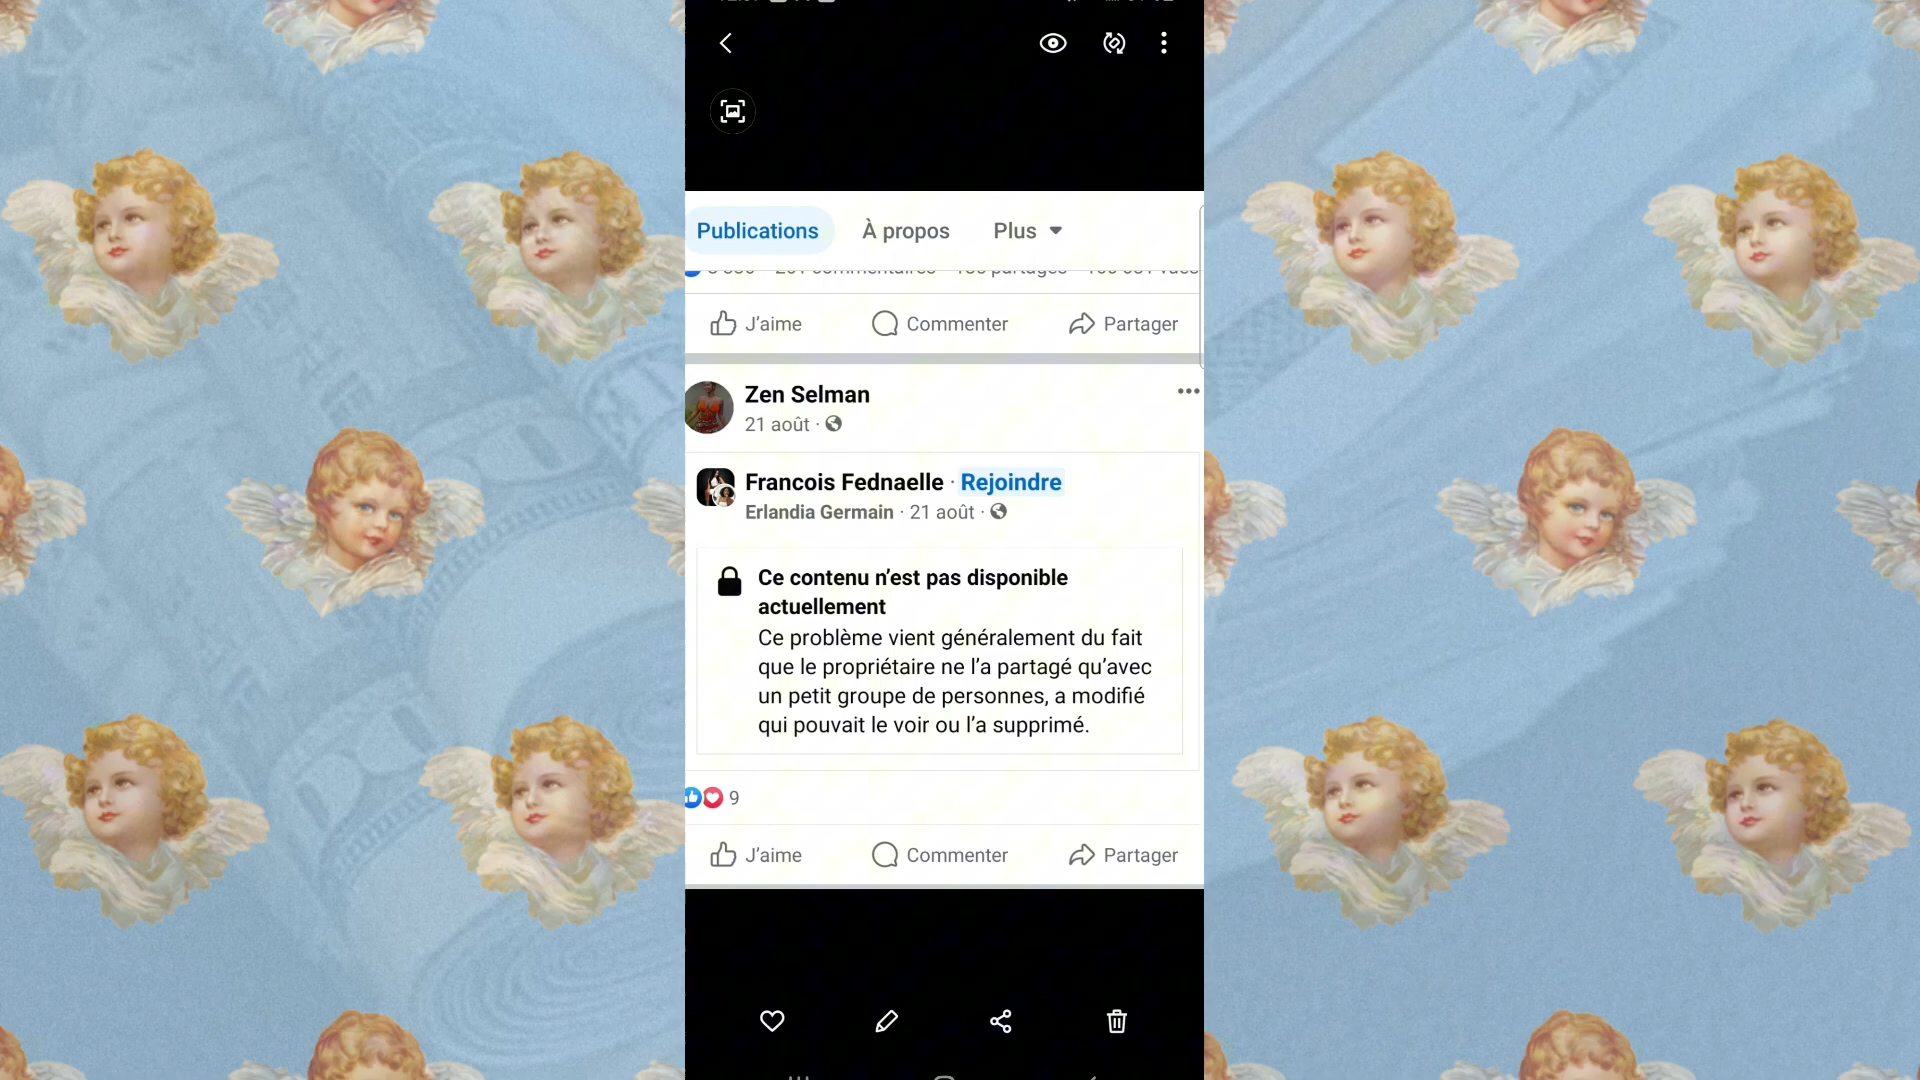 Publications À propos Plus
J'aime Commenter Partager
Zen Selman
21 août ·
Francois Fednaelle · Rejoindre
Erlandia Germain · 21 août ·
Ce contenu n'est pas disponible
actuellement
Ce problème vient généralement du fait
que le propriétaire ne l'a partagé qu'avec
un petit groupe de personnes, a modifié
qui pouvait le voir ou l'a supprimé.
9
J'aime Commenter Partager